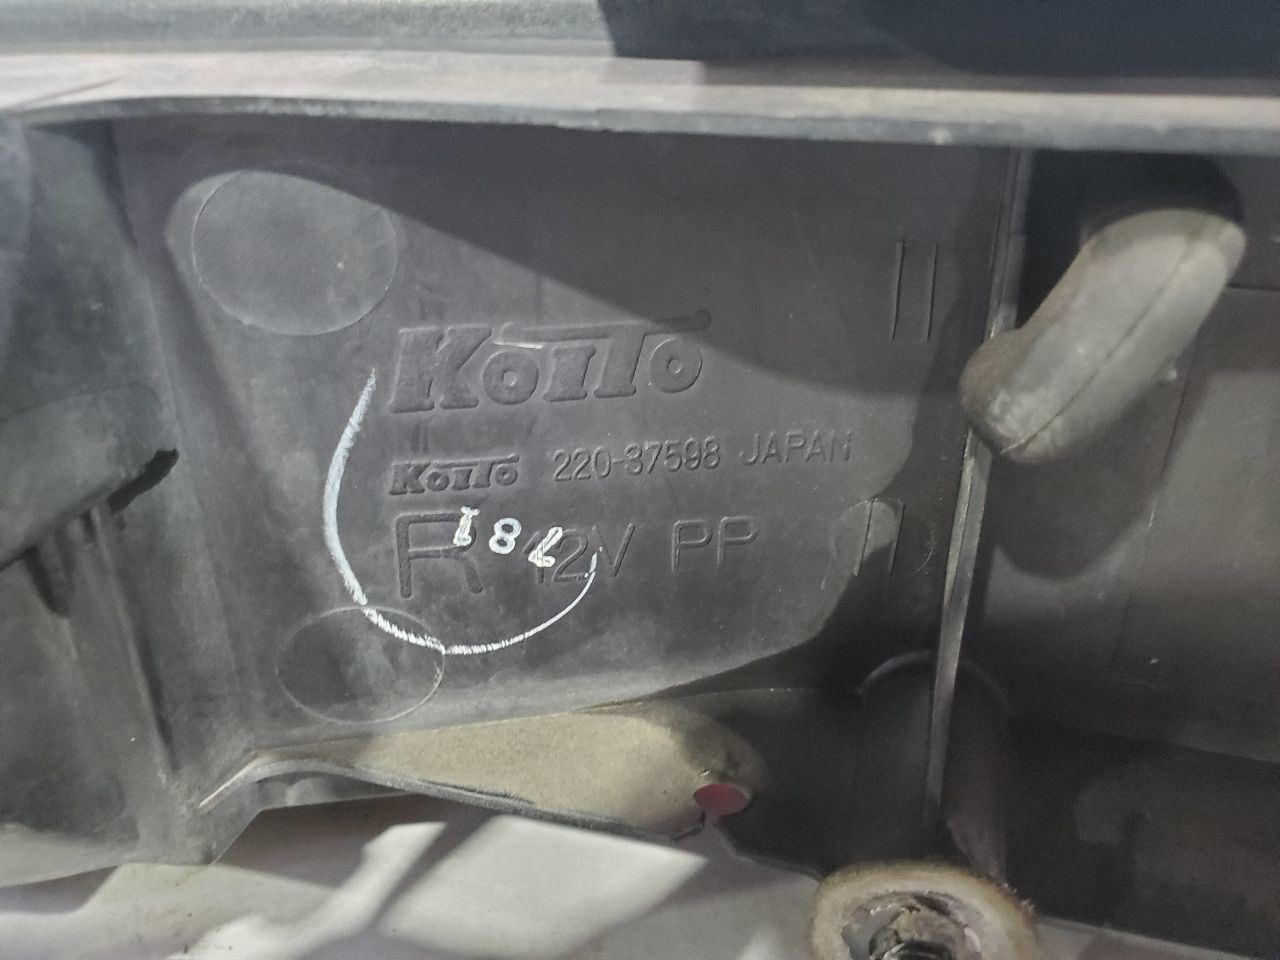 KOITO
KOITO 220-37598 JAPAN
R 12V PP